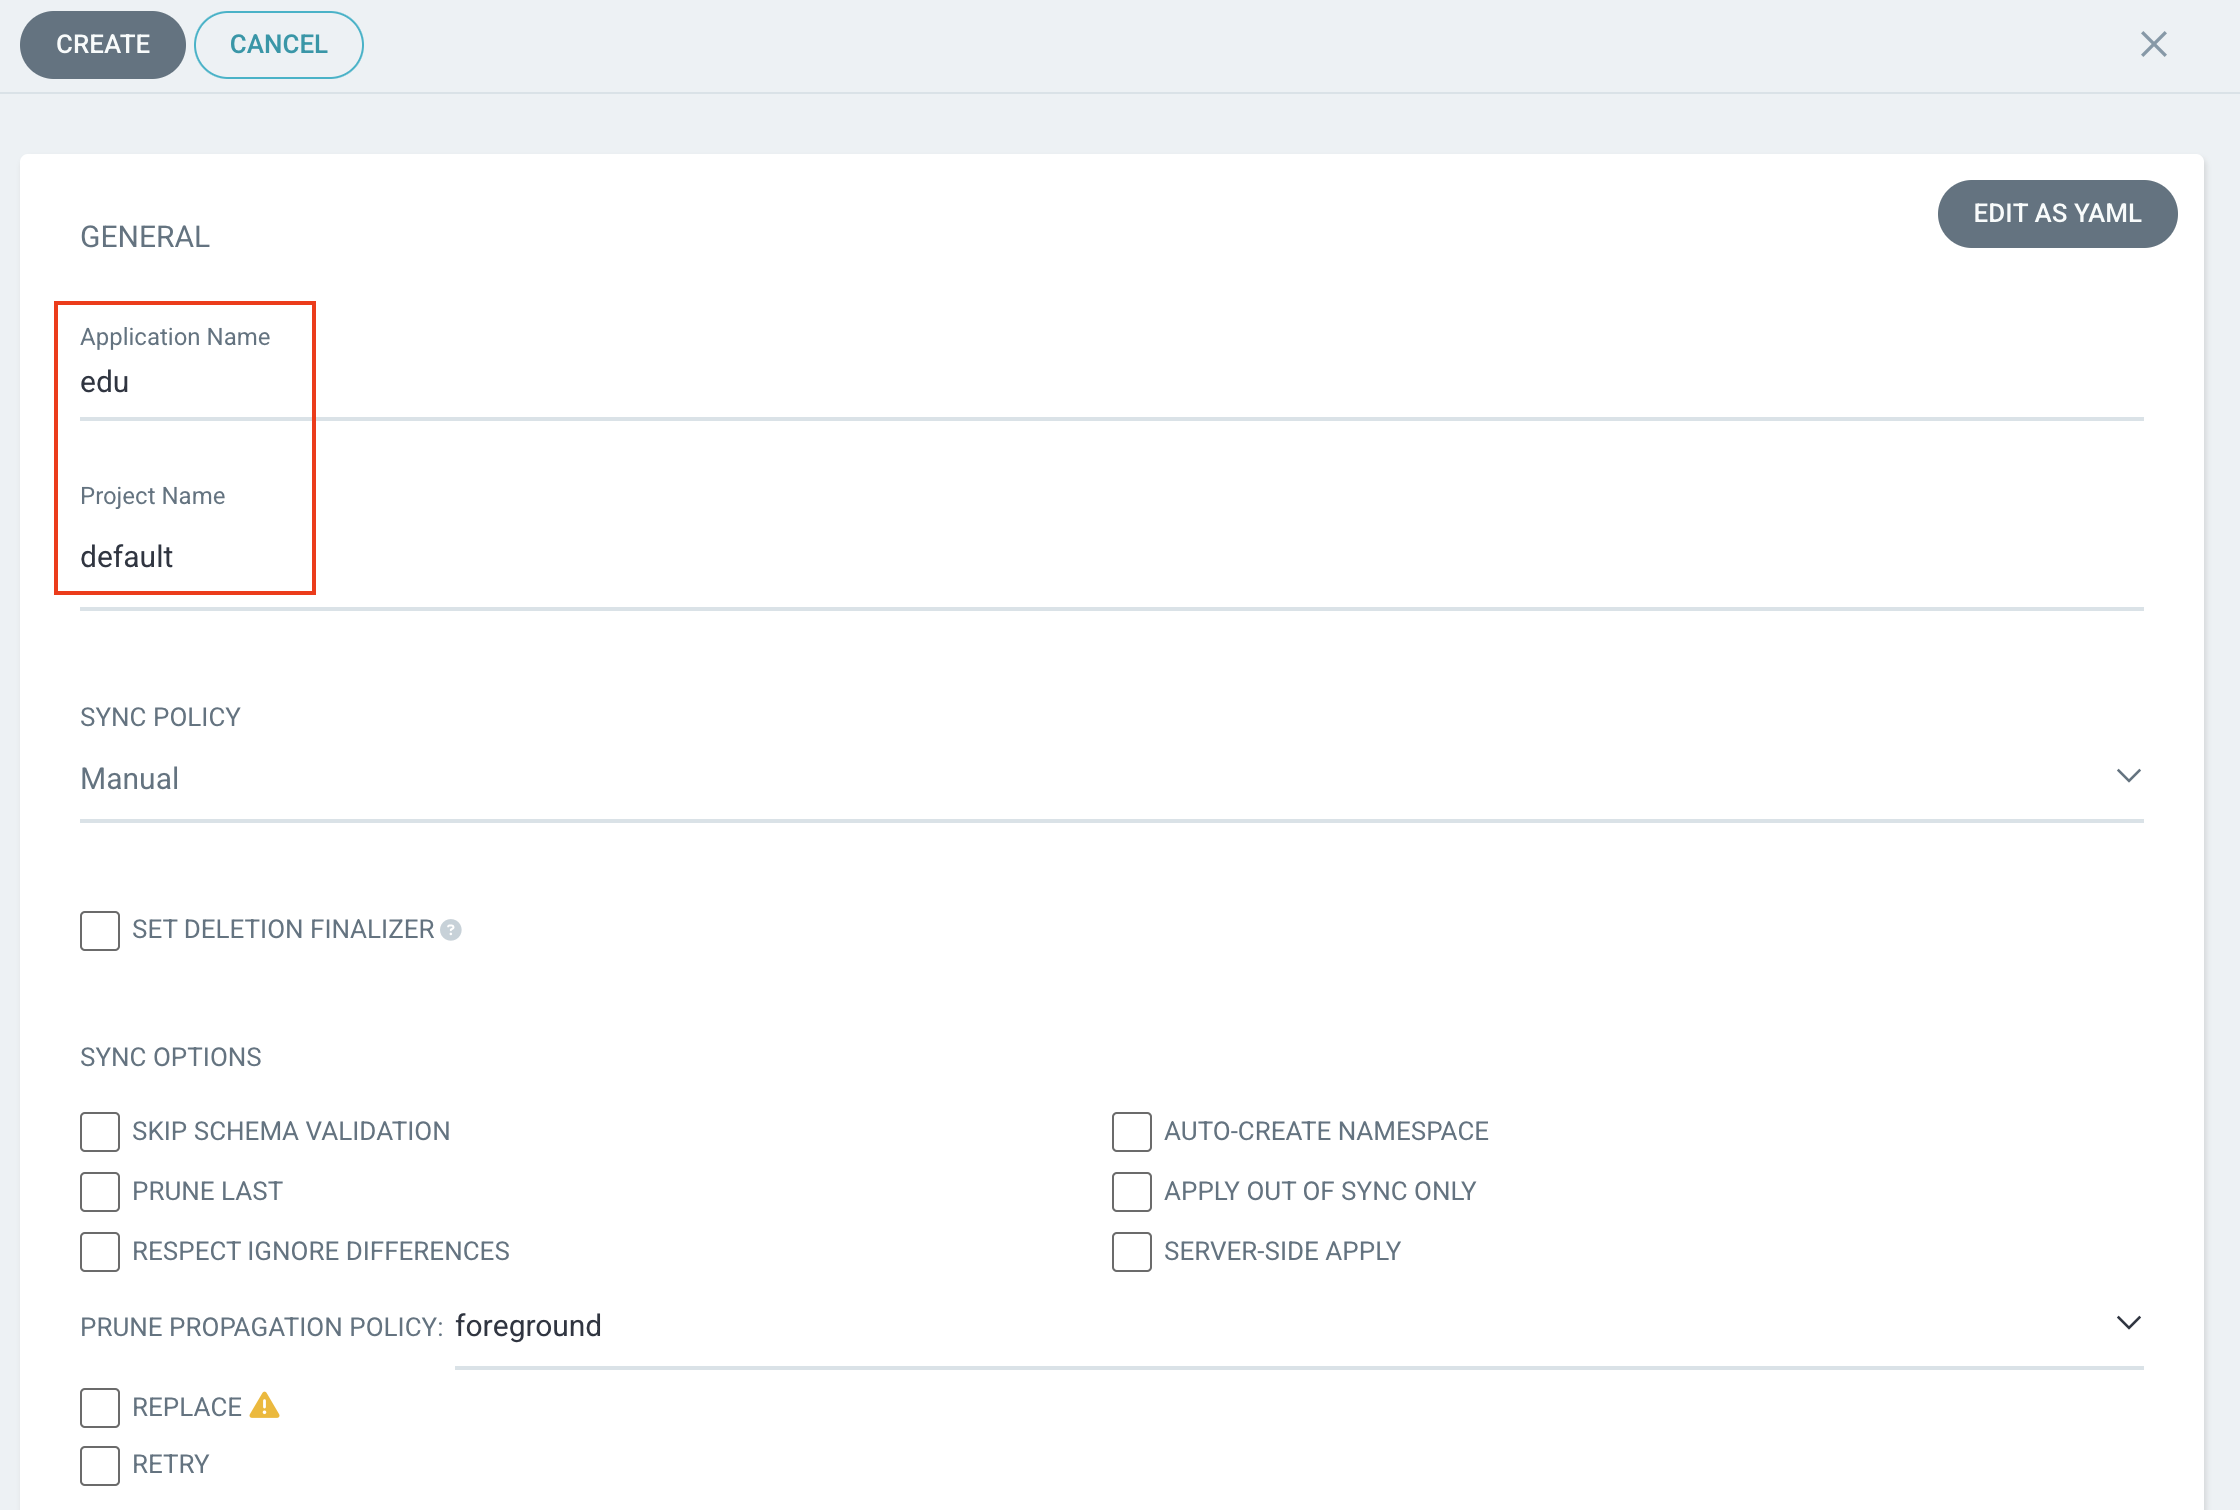 CREATE CANCEL
EDIT AS YAML
GENERAL
Application Name
edu
Project Name
default
SYNC POLICY
Manual
SET DELETION FINALIZER ?
SYNC OPTIONS
SKIP SCHEMA VALIDATION AUTO-CREATE NAMESPACE
PRUNE LAST APPLY OUT OF SYNC ONLY
RESPECT IGNORE DIFFERENCES SERVER-SIDE APPLY
PRUNE PROPAGATION POLICY: foreground
REPLACE
RETRY